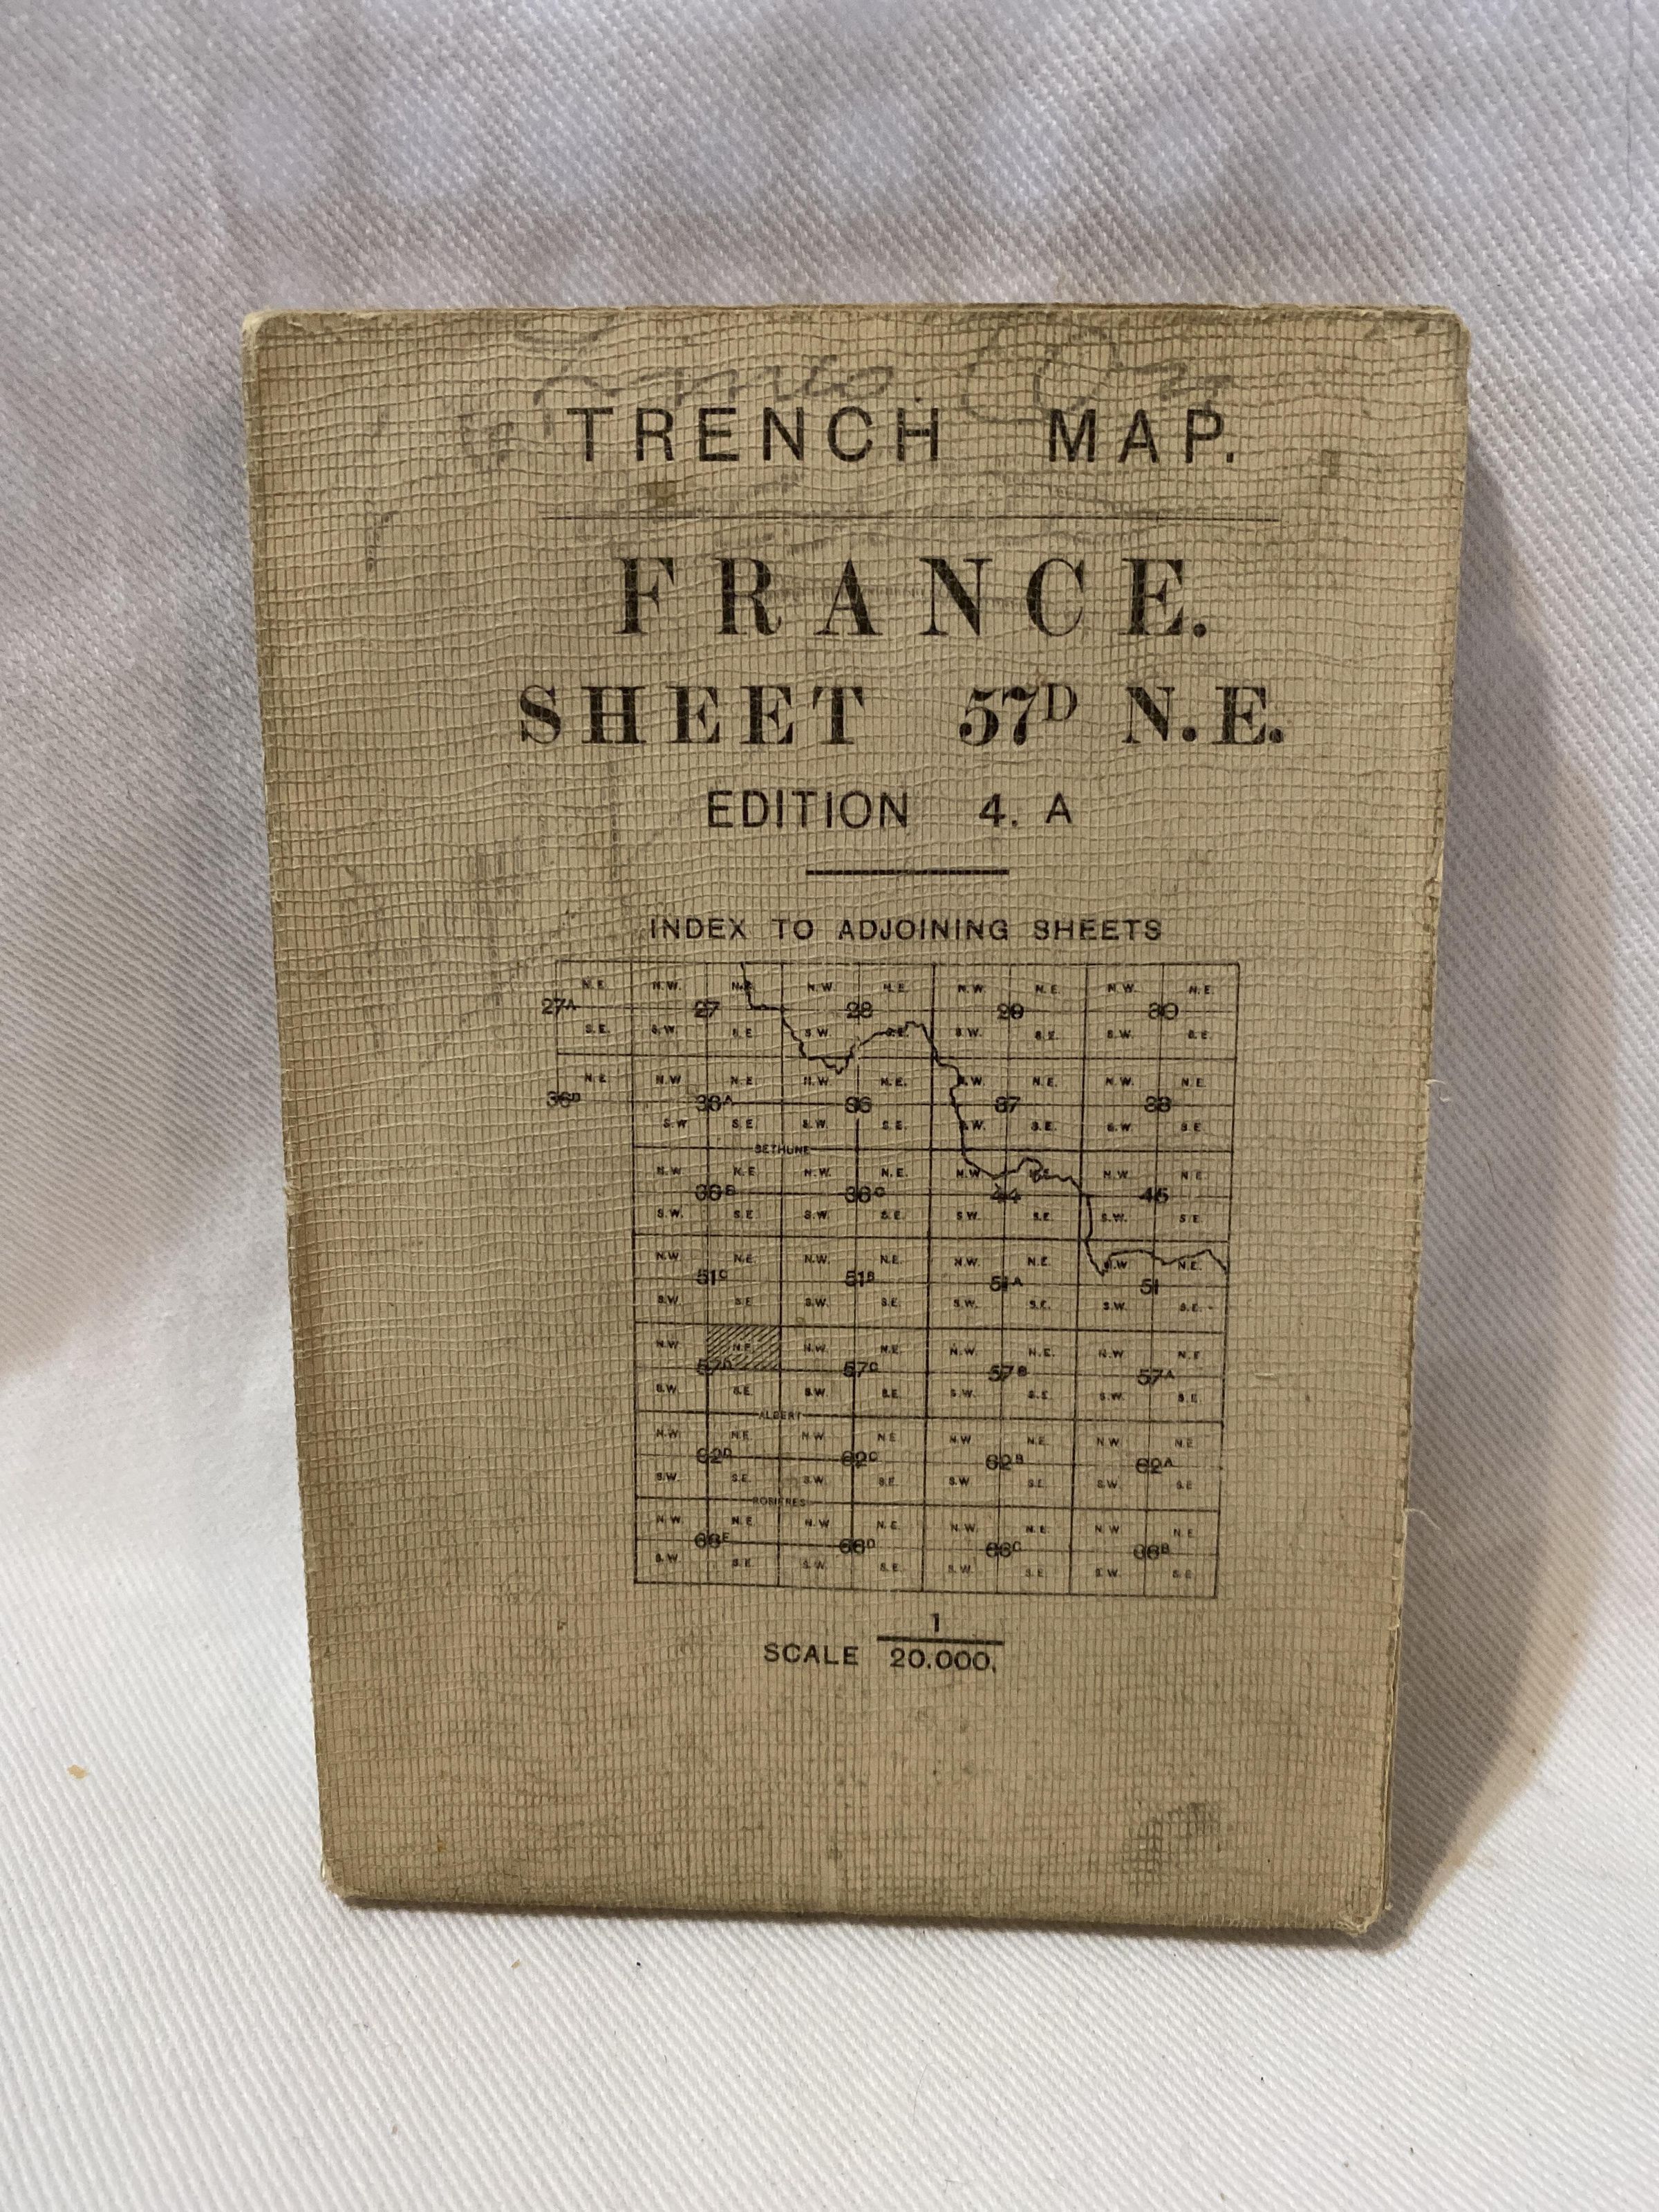 TRENCH MAP.
FRANCE.
SHEET 57D N.E.
EDITION 4. A
INDEX TO ADJOINING SHEETS
N.E. N.W. N.E. N.W. N.E. N.W. N.E. N.W. N.E.
27A 27 28 29 30
S.E. S.W. S.E. S.W. S.E. S.W. S.E. S.W. S.E.
N.E. N.W. N.E. N.W. N.E. N.W. N.E. N.W. N.E.
36D 36A 36 37 38
S.W. S.E. S.W. S.E. S.W. S.E. S.W. S.E.
BETHUNE
N.W. N.E. N.W. N.E. N.W. N.E. N.W. N.E.
36B 36C 44 45
S.W. S.E. S.W. S.E. S.W. S.E. S.W. S.E.
N.W. N.E. N.W. N.E. N.W. N.E. N.W. N.E.
51C 51B 51A 51
S.W. S.E. S.W. S.E. S.W. S.E. S.W. S.E.
N.W. N.E. N.W. N.E. N.W. N.E. N.W. N.E.
57D 57C 57B 57A
S.W. S.E. S.W. S.E. S.W. S.E. S.W. S.E.
ALBERT
N.W. N.E. N.W. N.E. N.W. N.E. N.W. N.E.
62D 62C 62B 62A
S.W. S.E. S.W. S.E. S.W. S.E. S.W. S.E.
ROSIERES
N.W. N.E. N.W. N.E. N.W. N.E. N.W. N.E.
66E 66D 66C 66B
S.W. S.E. S.W. S.E. S.W. S.E. S.W. S.E.
SCALE 1
20.000.